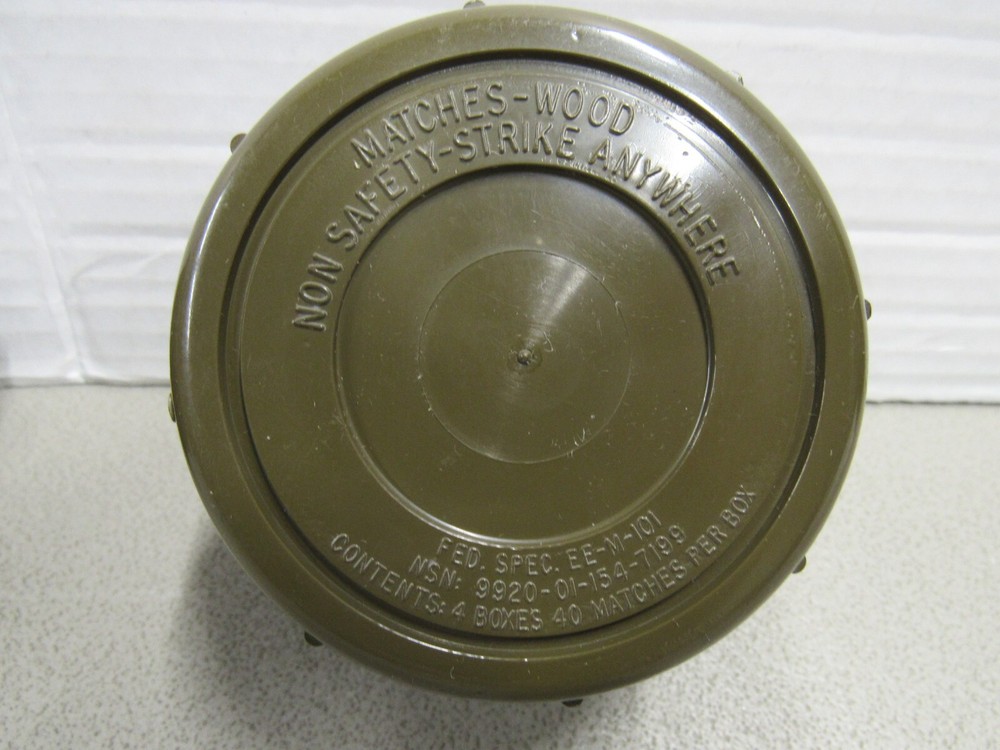 MATCHES-WOOD
NON SAFETY-STRIKE ANYWHERE
FED. SPEC. EE-M-101
NSN: 9920-01-154-7199
CONTENTS: 4 BOXES 40 MATCHES PER BOX